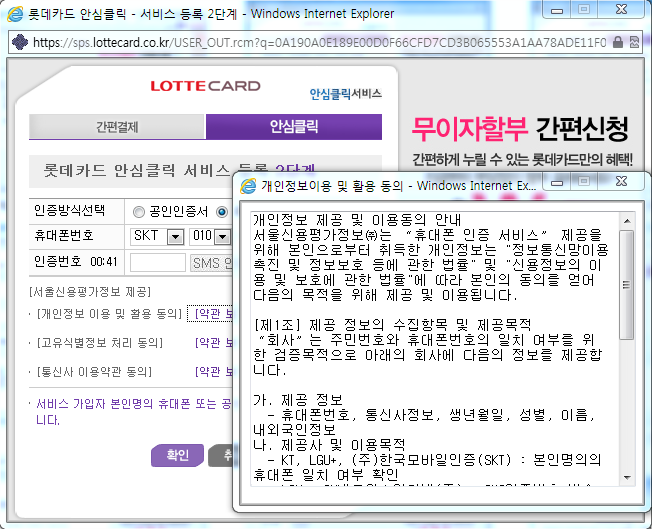 롯데카드 안심클릭 - 서비스 등록 2단계 - Windows Internet Explorer
https://sps.lottecard.co.kr/USER_OUT.rcm?q=0A190A0E189E00D0F66CFD7CD3B065553A1AA78ADE11F0
LOTTE CARD
안심클릭서비스
간편결제
안심클릭
무이자할부 간편신청
간편하게 누릴 수 있는 롯데카드만의 혜택!
롯데카드 안심클릭 서비스 등록 2단계
인증방식선택 공인인증서
휴대폰번호 SKT 010
인증번호 00:41 SMS 인
[서울신용평가정보 제공]
· [개인정보 이용 및 활용 동의] [약관 보
· [고유식별정보 처리 동의] [약관 보
· [통신사 이용약관 동의] [약관 보
· 서비스 가입자 본인명의 휴대폰 또는 공
니다.
확인
취
개인정보이용 및 활용 동의 - Windows Internet Ex...
개인정보 제공 및 이용동의 안내
서울신용평가정보㈜는 “휴대폰 인증 서비스” 제공을
위해 본인으로부터 취득한 개인정보는 "정보통신망이용
촉진 및 정보보호 등에 관한 법률" 및 "신용정보의 이
용 및 보호에 관한 법률"에 따라 본인의 동의를 얻어
다음의 목적을 위해 제공 및 이용됩니다.
[제1조] 제공 정보의 수집항목 및 제공목적
“회사”는 주민번호와 휴대폰번호의 일치 여부를 위
한 검증목적으로 아래의 회사에 다음의 정보를 제공합
니다.
가. 제공 정보
- 휴대폰번호, 통신사정보, 생년월일, 성별, 이름,
내외국인정보
나. 제공사 및 이용목적
- KT, LGU+, (주)한국모바일인증(SKT) : 본인명의의
휴대폰 일치 여부 확인